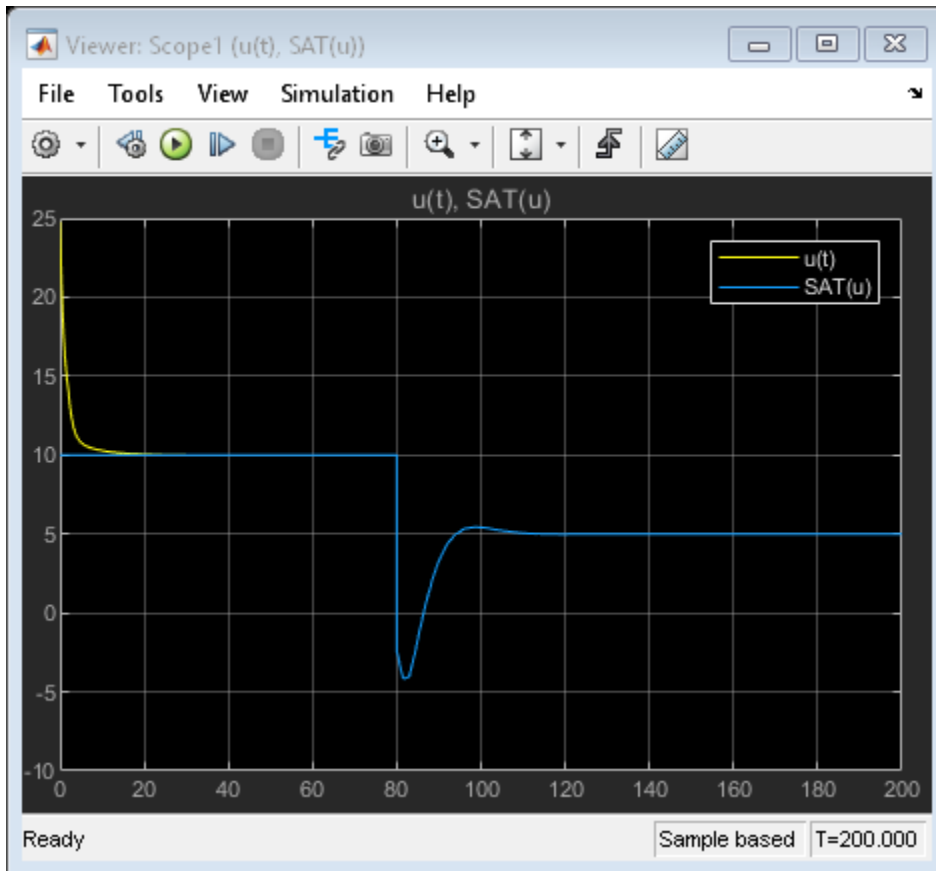 Viewer: Scope1 (u(t), SAT(u))
File Tools View Simulation Help
u(t), SAT(u)
25
20
15
10
5
0
-5
-10
u(t)
SAT(u)
0 20 40 60 80 100 120 140 160 180 200
Ready Sample based T=200.000